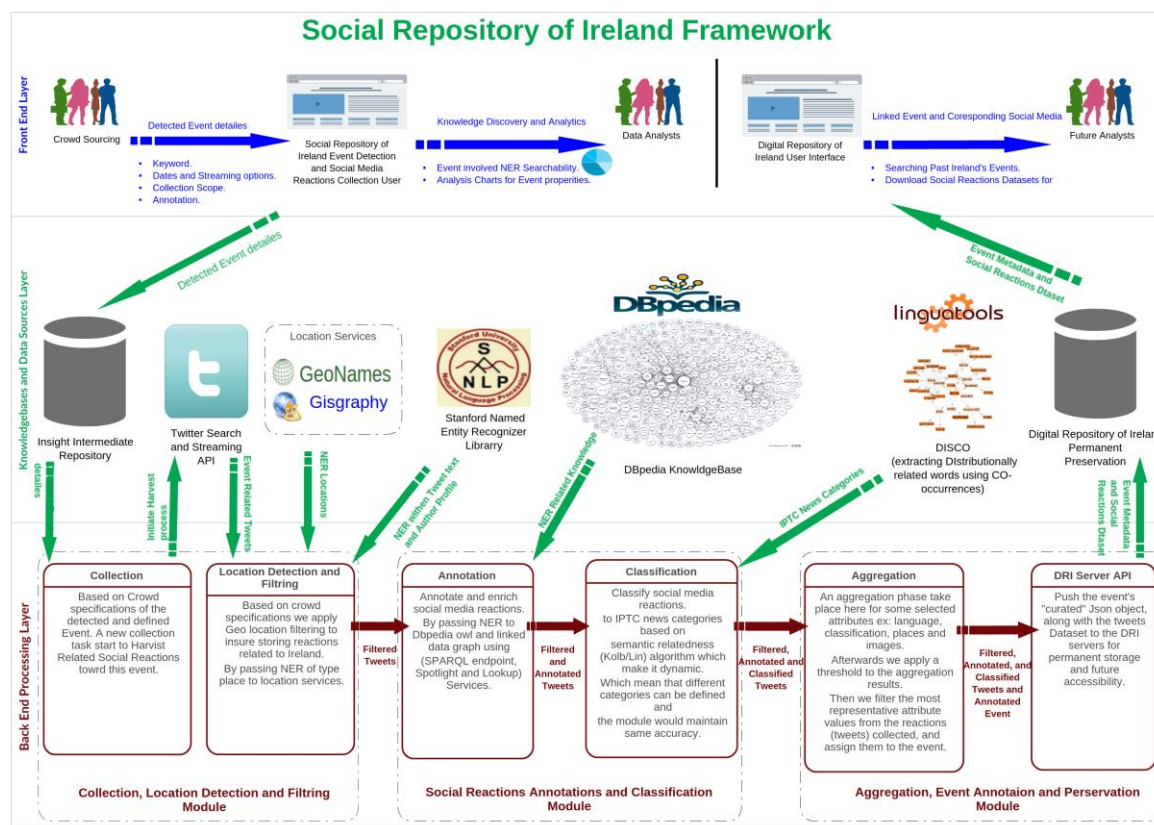 Social Repository of Ireland Framework
Front End Layer
Crowd Sourcing
Detected Event detailes
Keyword.
Dates and Streaming options.
Collection Scope.
Annotation.
Social Repository of
Ireland Event Detection
and Social Media
Reactions Collection User
Knowledge Discovery and Analytics
Event involved NER Searchability.
Analysis Charts for Event properities.
Data Analysts
Digital Repository of
Ireland User Interface
Linked Event and Coresponding Social Media
Searching Past Ireland's Events.
Download Social Reactions Datasets for
Future Analysts
Knowledgebases and Data Sources Layer
Detected Event detailes
Insight Intermediate
Repository
Twitter Search
and Streaming
API
Location Services
GeoNames
Gisgraphy
Stanford University
S
NLP
Natural Language Processing
Stanford Named
Entity Recognizer
Librarry
DBpedia
DBpedia KnowldgeBase
linguatools
DISCO
(extracting DIstributionally
related words using CO-
occurrences)
Event Metadata and
Social Reactions Dtaset
Digital Repository of Irelan
Permanent
Preservation
detailes
Initiate Harvest
process
Event Related Tweets
NER Locations
NER withen Tweet text
and Author Profile
NER Related Knowledge
IPTC News Categories
Event Metadata
and Social
Reactions Dtaset
Back End Processing Layer
Collection
Based on Crowd
specifications of the
detected and defined
Event. A new collection
task start to Harvist
Related Social Reactions
towrd this event.
Location Detection and
Filtring
Based on crowd
specifications we apply
Geo location filtering to
insure storing reactions
related to Ireland.
By passing NER of type
place to location services.
Filtered
Tweets
Annotation
Annotate and enrich
social media reactions.
By passing NER to
Dbpedia owl and linked
data graph using
(SPARQL endpoint,
Spotlight and Lookup)
Services.
Filtered
and
Annotated
Tweets
Classification
Classify social media
reactions.
to IPTC news categories
based on
semantic relatedness
(Kolb/Lin) algorithm which
make it dynamic.
Which mean that different
categories can be defined
and
the module would maintain
same accuracy.
Filtered,
Annotated and
Classified
Tweets
Aggregation
An aggregation phase take
place here for some selected
attributes ex: language,
classification, places and
images.
Afterwards we apply a
threshold to the aggregation
results.
Then we filter the most
representative attribute
values from the reactions
(tweets) collected, and
assign them to the event.
Filtered,
Annotated, and
Classified
Tweets and
Annotated
Event
DRI Server API
Push the event's
"curated" Json object,
along with the tweets
Dataset to the DRI
servers for
permanent storage
and future
accessibility.
Collection, Location Detection and Filtring
Module
Social Reactions Annotations and Classification
Module
Aggregation, Event Annotaion and Perservation
Module